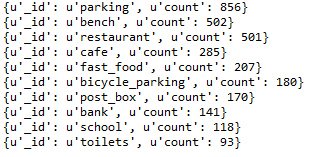 {u'_id': u'parking', u'count': 856}
{u'_id': u'bench', u'count': 502}
{u'_id': u'restaurant', u'count': 501}
{u'_id': u'cafe', u'count': 285}
{u'_id': u'fast_food', u'count': 207}
{u'_id': u'bicycle_parking', u'count': 180}
{u'_id': u'post_box', u'count': 170}
{u'_id': u'bank', u'count': 141}
{u'_id': u'school', u'count': 118}
{u'_id': u'toilets', u'count': 93}